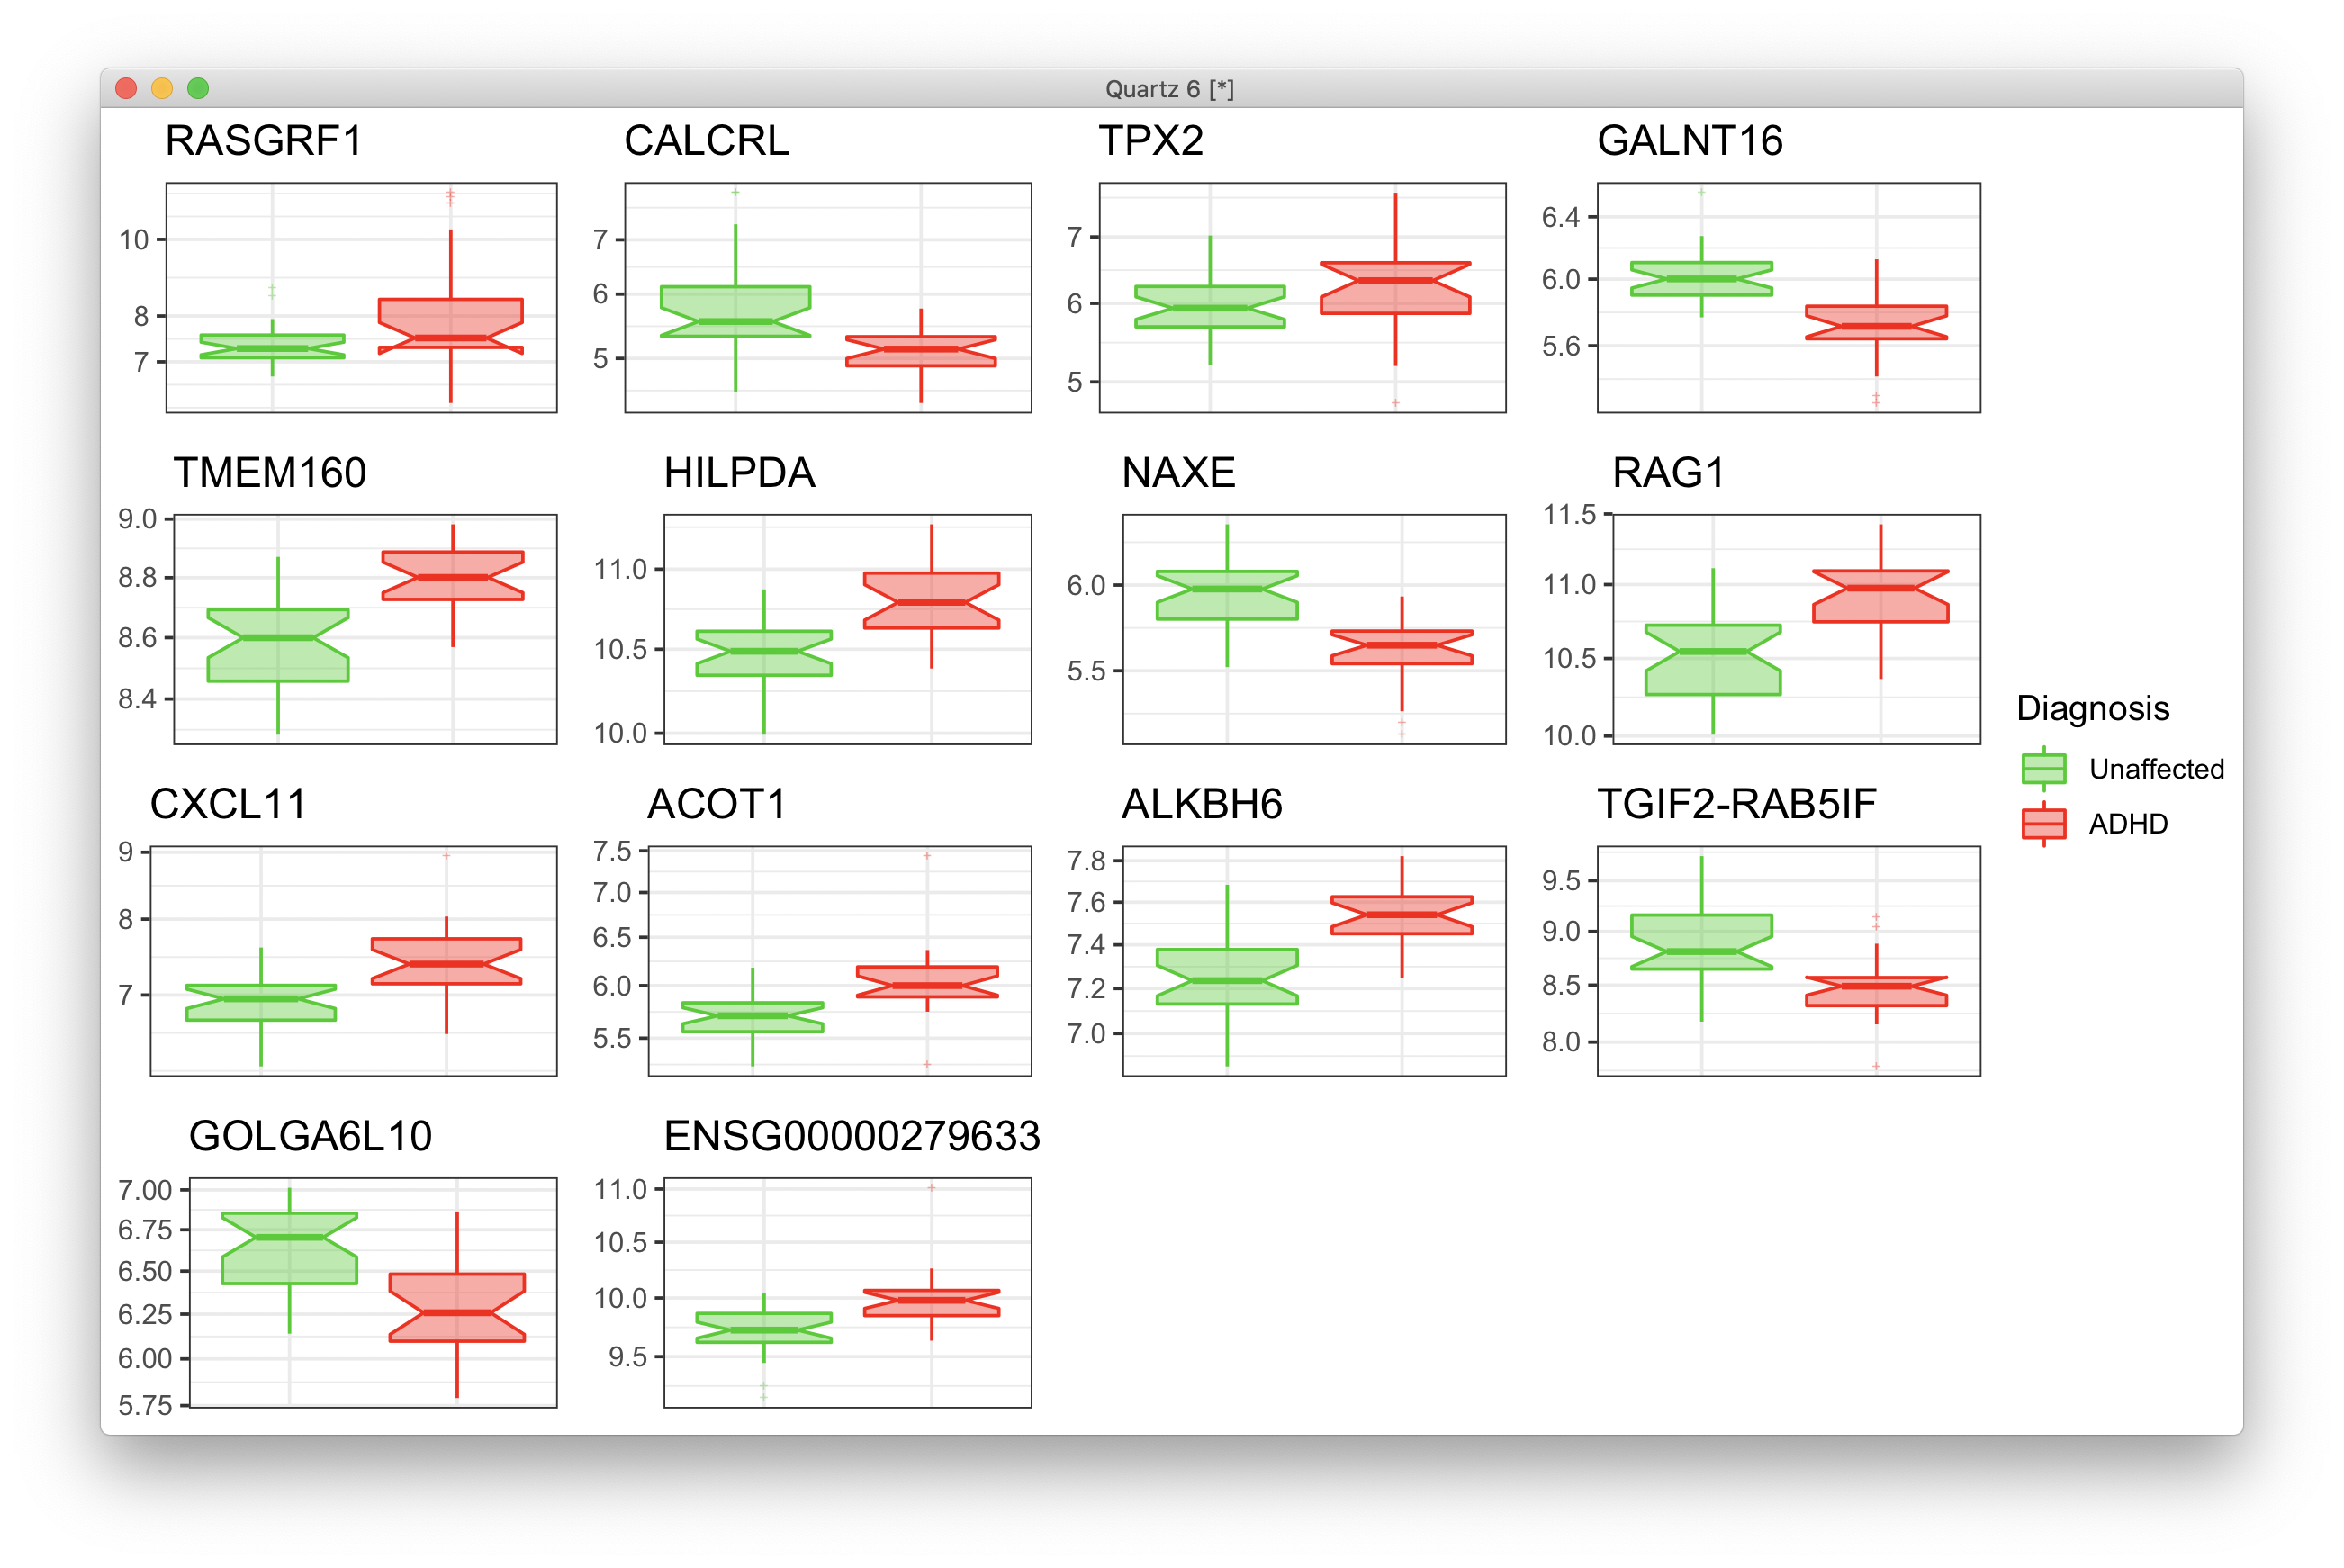 Quartz 6 [*]
RASGRF1
10
8
7
CALCRL
7
6
5
TPX2
7
6
5
GALNT16
6.4
6.0
5.6
TMEM160
9.0
8.8
8.6
8.4
HILPDA
11.0
10.5
10.0
NAXE
6.0
5.5
RAG1
11.5
11.0
10.5
10.0
CXCL11
9
8
7
ACOT1
7.5
7.0
6.5
6.0
5.5
ALKBH6
7.8
7.6
7.4
7.2
7.0
TGIF2-RAB5IF
9.5
9.0
8.5
8.0
GOLGA6L10
7.00
6.75
6.50
6.25
6.00
5.75
ENSG00000279633
11.0
10.5
10.0
9.5
Diagnosis
Unaffected
ADHD